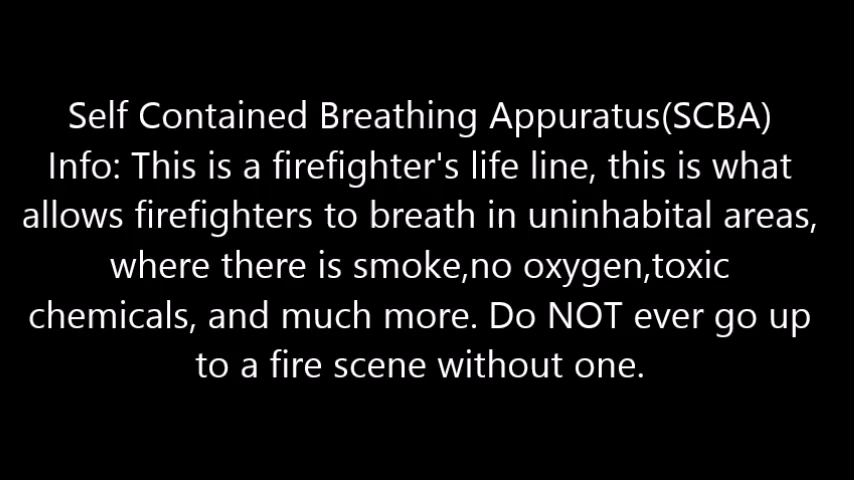 Self Contained Breathing Appuratus(SCBA)
Info: This is a firefighter's life line, this is what
allows firefighters to breath in uninhabital areas,
where there is smoke,no oxygen,toxic
chemicals, and much more. Do NOT ever go up
to a fire scene without one.